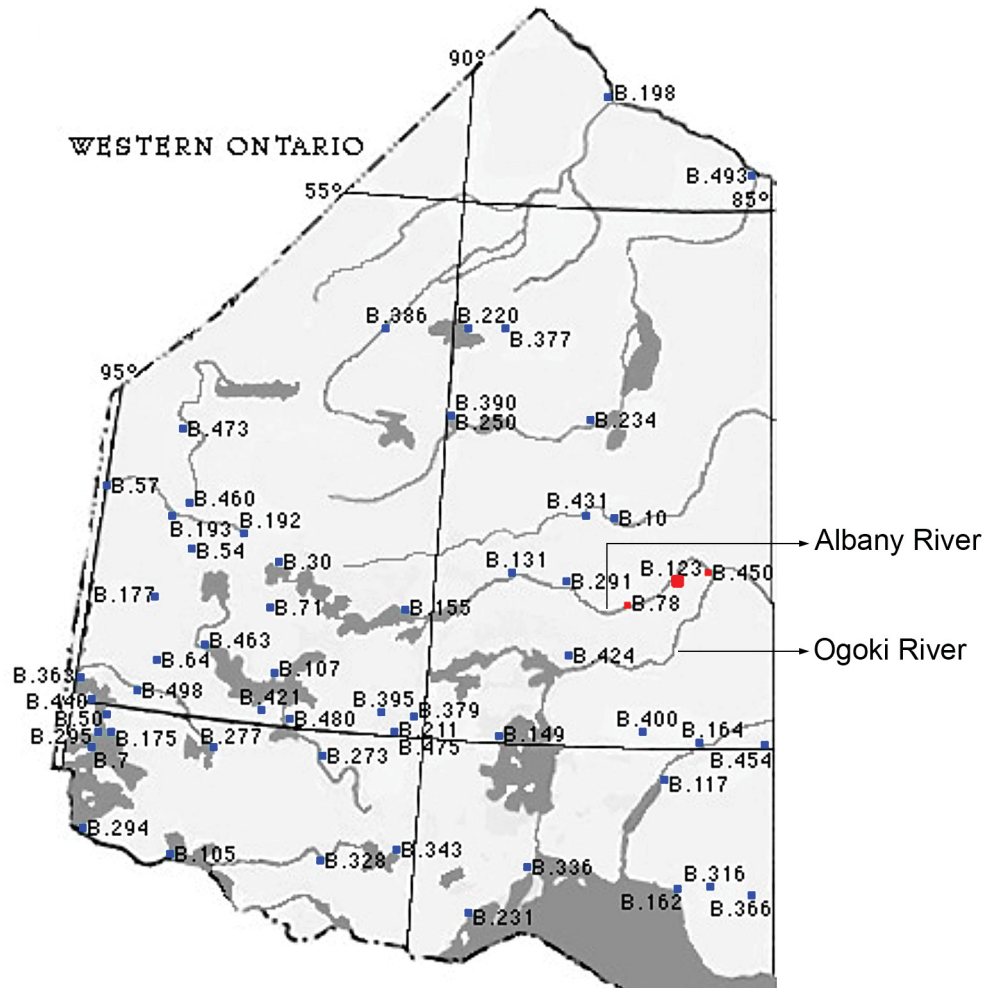 90°
B.198
WESTERN ONTARIO
B.493
55°
85°
B.386
B.220
B.377
95°
B.390
B.250
B.234
B.473
B.57
B.460
B.431
B.10
B.193
B.192
B.54
Albany River
B.30
B.131
B.123
B.450
B.291
B.177
B.71
B.155
B.78
B.463
Ogoki River
B.64
B.107
B.424
B.363
B.498
B.440
B.421
B.395
B.379
B.50
B.480
B.400
B.295
B.175
B.277
B.211
B.149
B.164
B.475
B.7
B.273
B.454
B.117
B.294
B.105
B.328
B.343
B.336
B.316
B.162
B.366
B.231